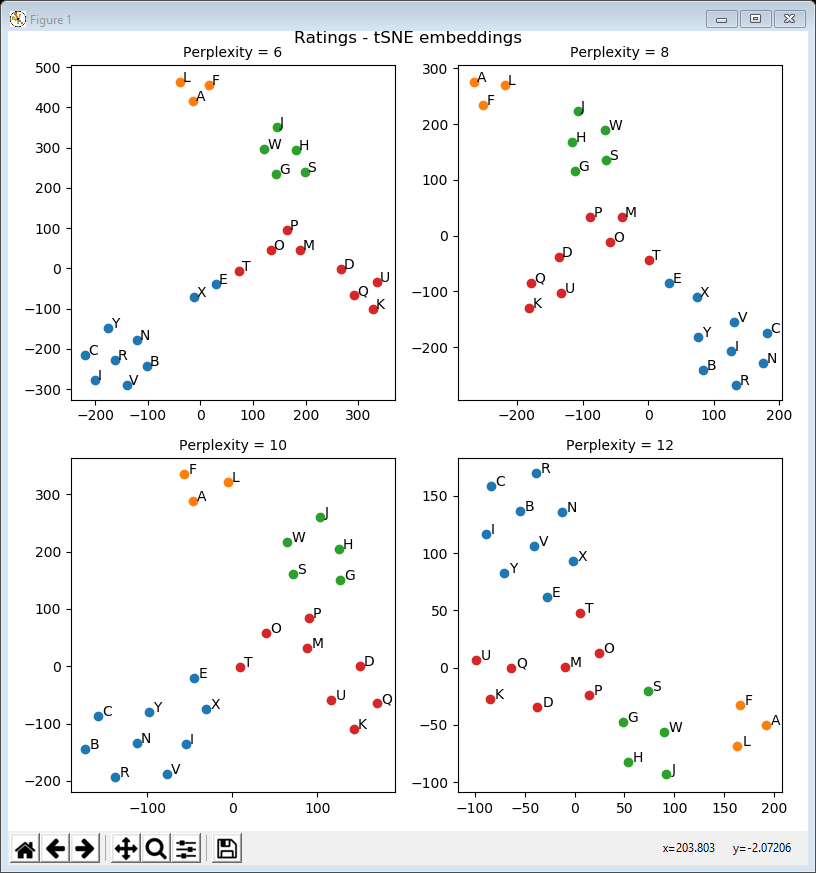 Figure 1
Ratings - tSNE embeddings
Perplexity = 6
500
400
300
200
100
0
−100
−200
−300
−200 −100 0 100 200 300
L F
A
J
W H
G S
P
O M
T D
E U
X Q
K
Y
N
C R
B
I V
Perplexity = 8
300
200
100
0
−100
−200
−200 −100 0 100 200
A L
F
J
W
H
S
G
P M
O
D T
Q E
U X
K
V
Y C
I
B N
R
Perplexity = 10
300
200
100
0
−100
−200
−100 0 100
F L
A
J
W H
S G
P
O
M
T D
E
U Q
X
C Y
K
B N I
R V
Perplexity = 12
150
100
50
0
−50
−100
−100 −50 0 50 100 150 200
R
C
B N
I
V
X
Y
E
T
O
U Q M
K P S
D F
G A
W
L
H J
x=203.803 y=-2.07206